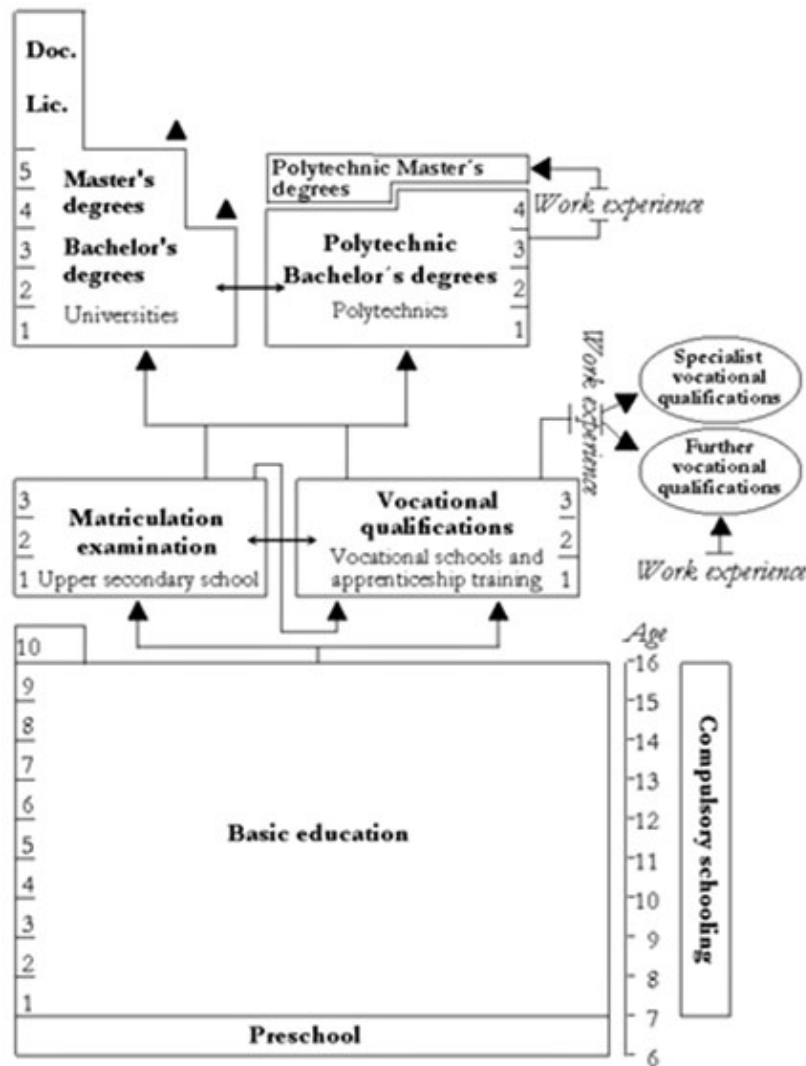 Doc.
Lic.
5
4
3
2
1
Master's
degrees
Bachelor's
degrees
Universities
Polytechnic Master´s
degrees
Work experience
Polytechnic
Bachelor´s degrees
Polytechnics
4
3
2
1
Work experience
Specialist
vocational
qualifications
Further
vocational
qualifications
Work experience
3
2
1
Matriculation
examination
Upper secondary school
Vocational
qualifications
Vocational schools and
apprenticeship training
3
2
1
10
9
8
7
6
5
4
3
2
1
Basic education
Preschool
Age
16
15
14
13
12
11
10
9
8
7
6
Compulsory schooling